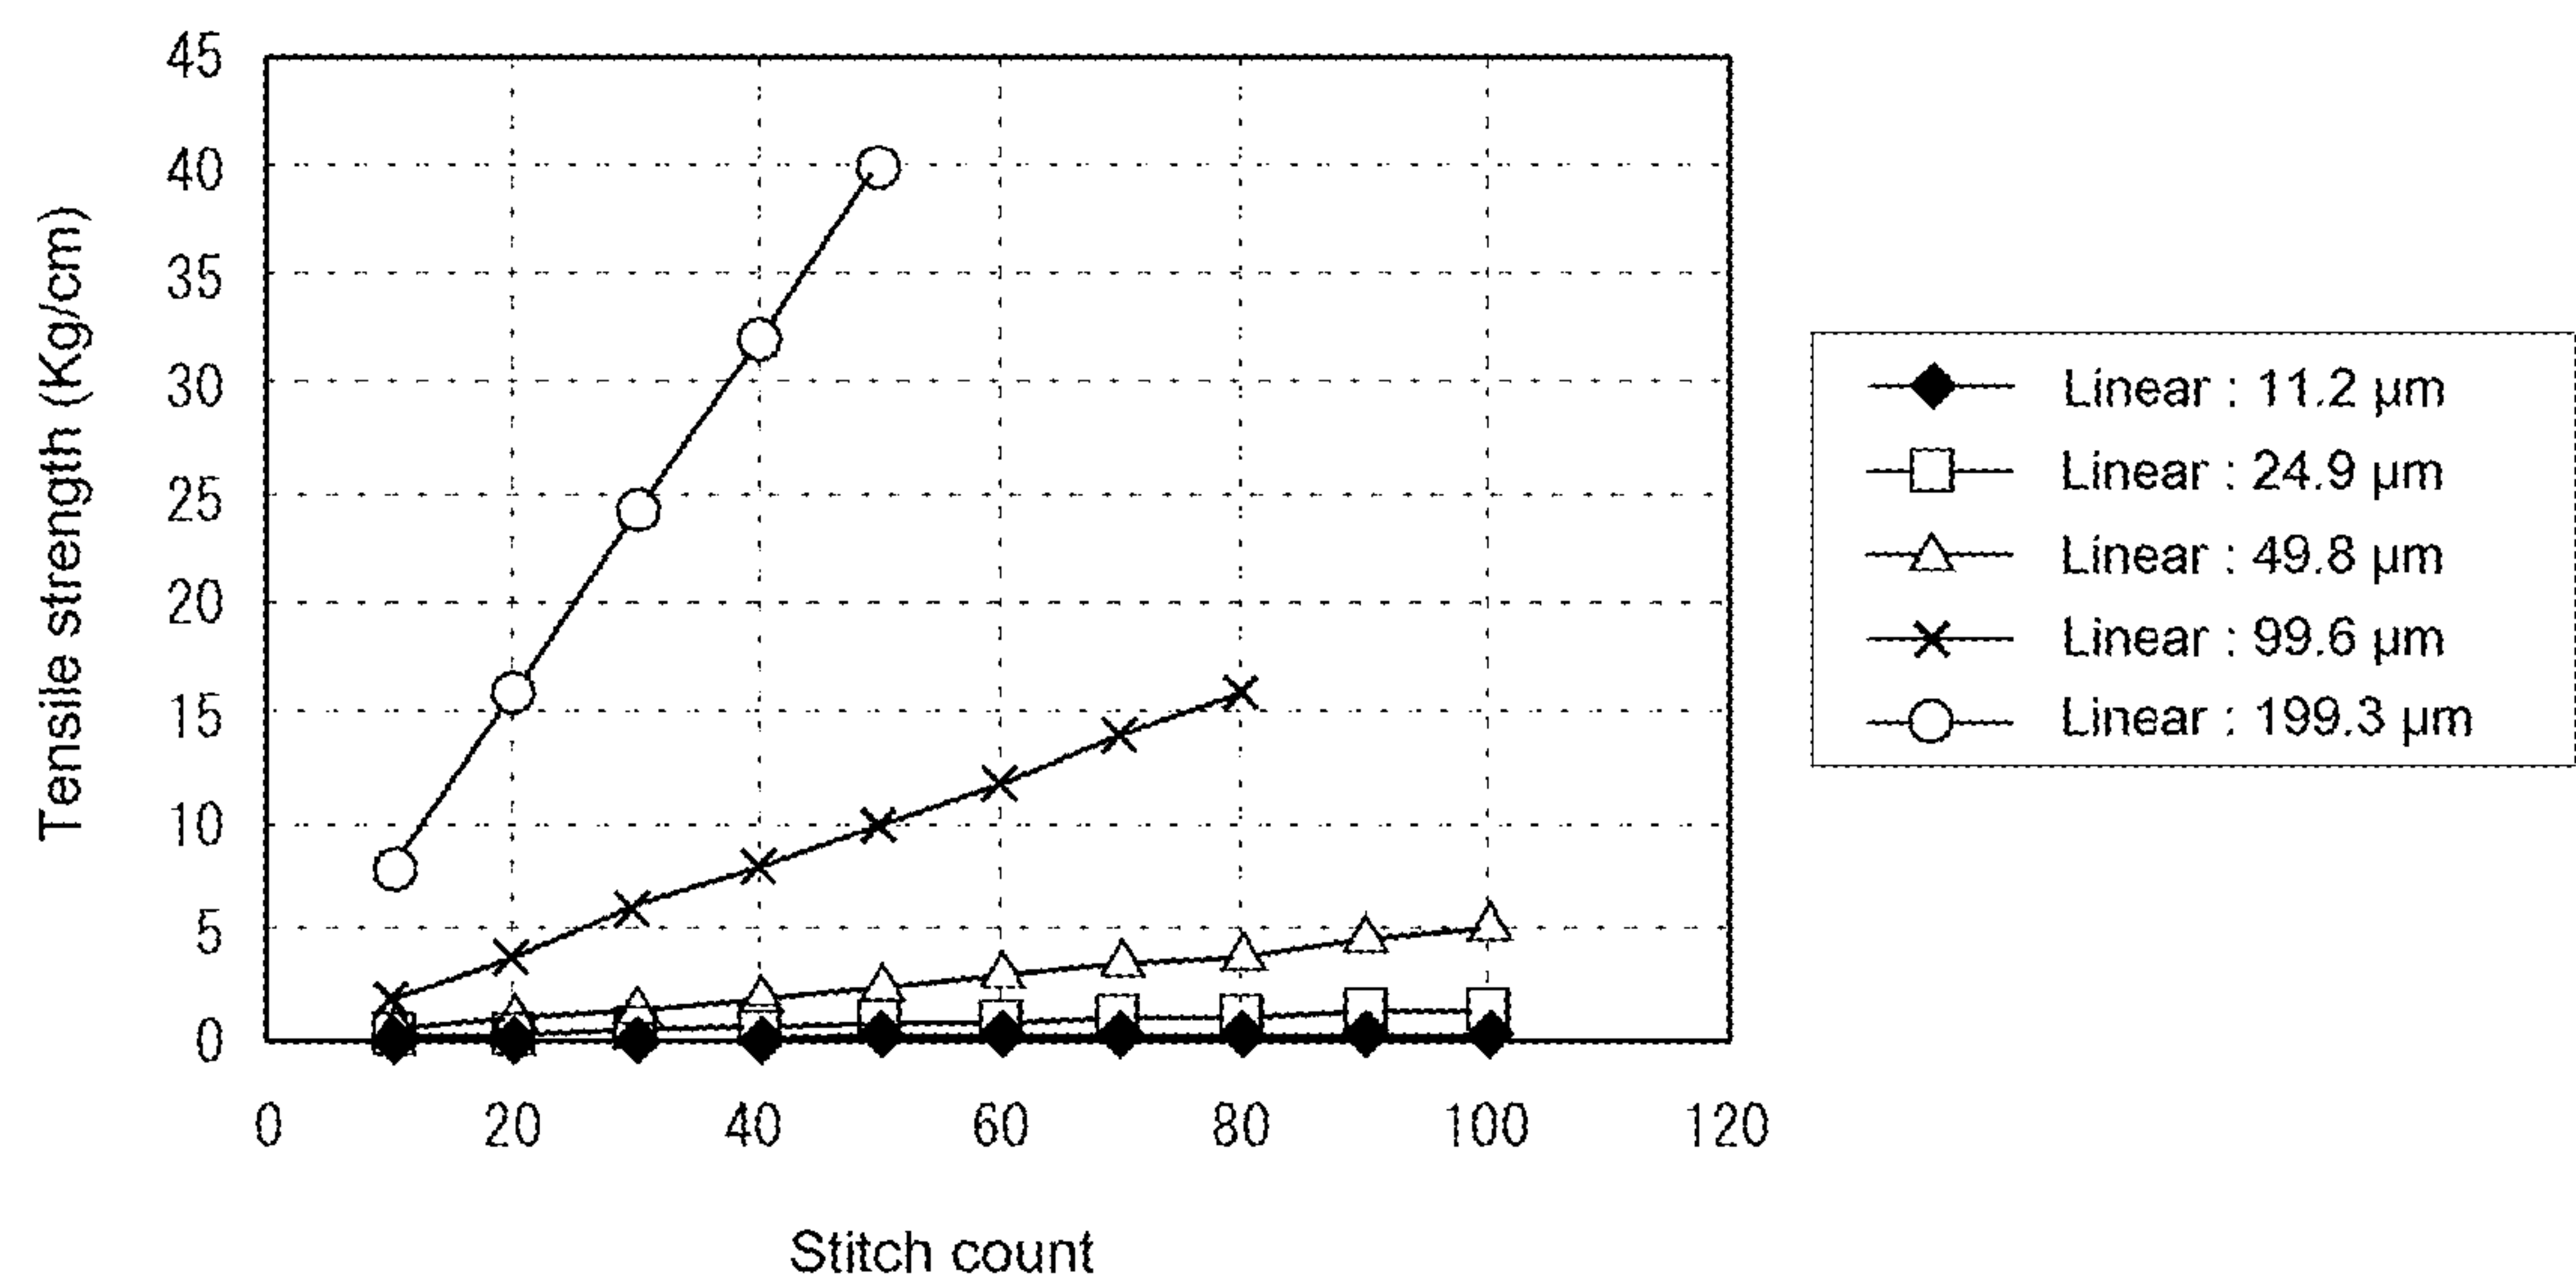 45
40
35
30
25
20
15
10
5
0
Tensile strength (Kg/cm)
0 20 40 60 80 100 120
Stitch count
Linear : 11.2 µm
Linear : 24.9 µm
Linear : 49.8 µm
Linear : 99.6 µm
Linear : 199.3 µm